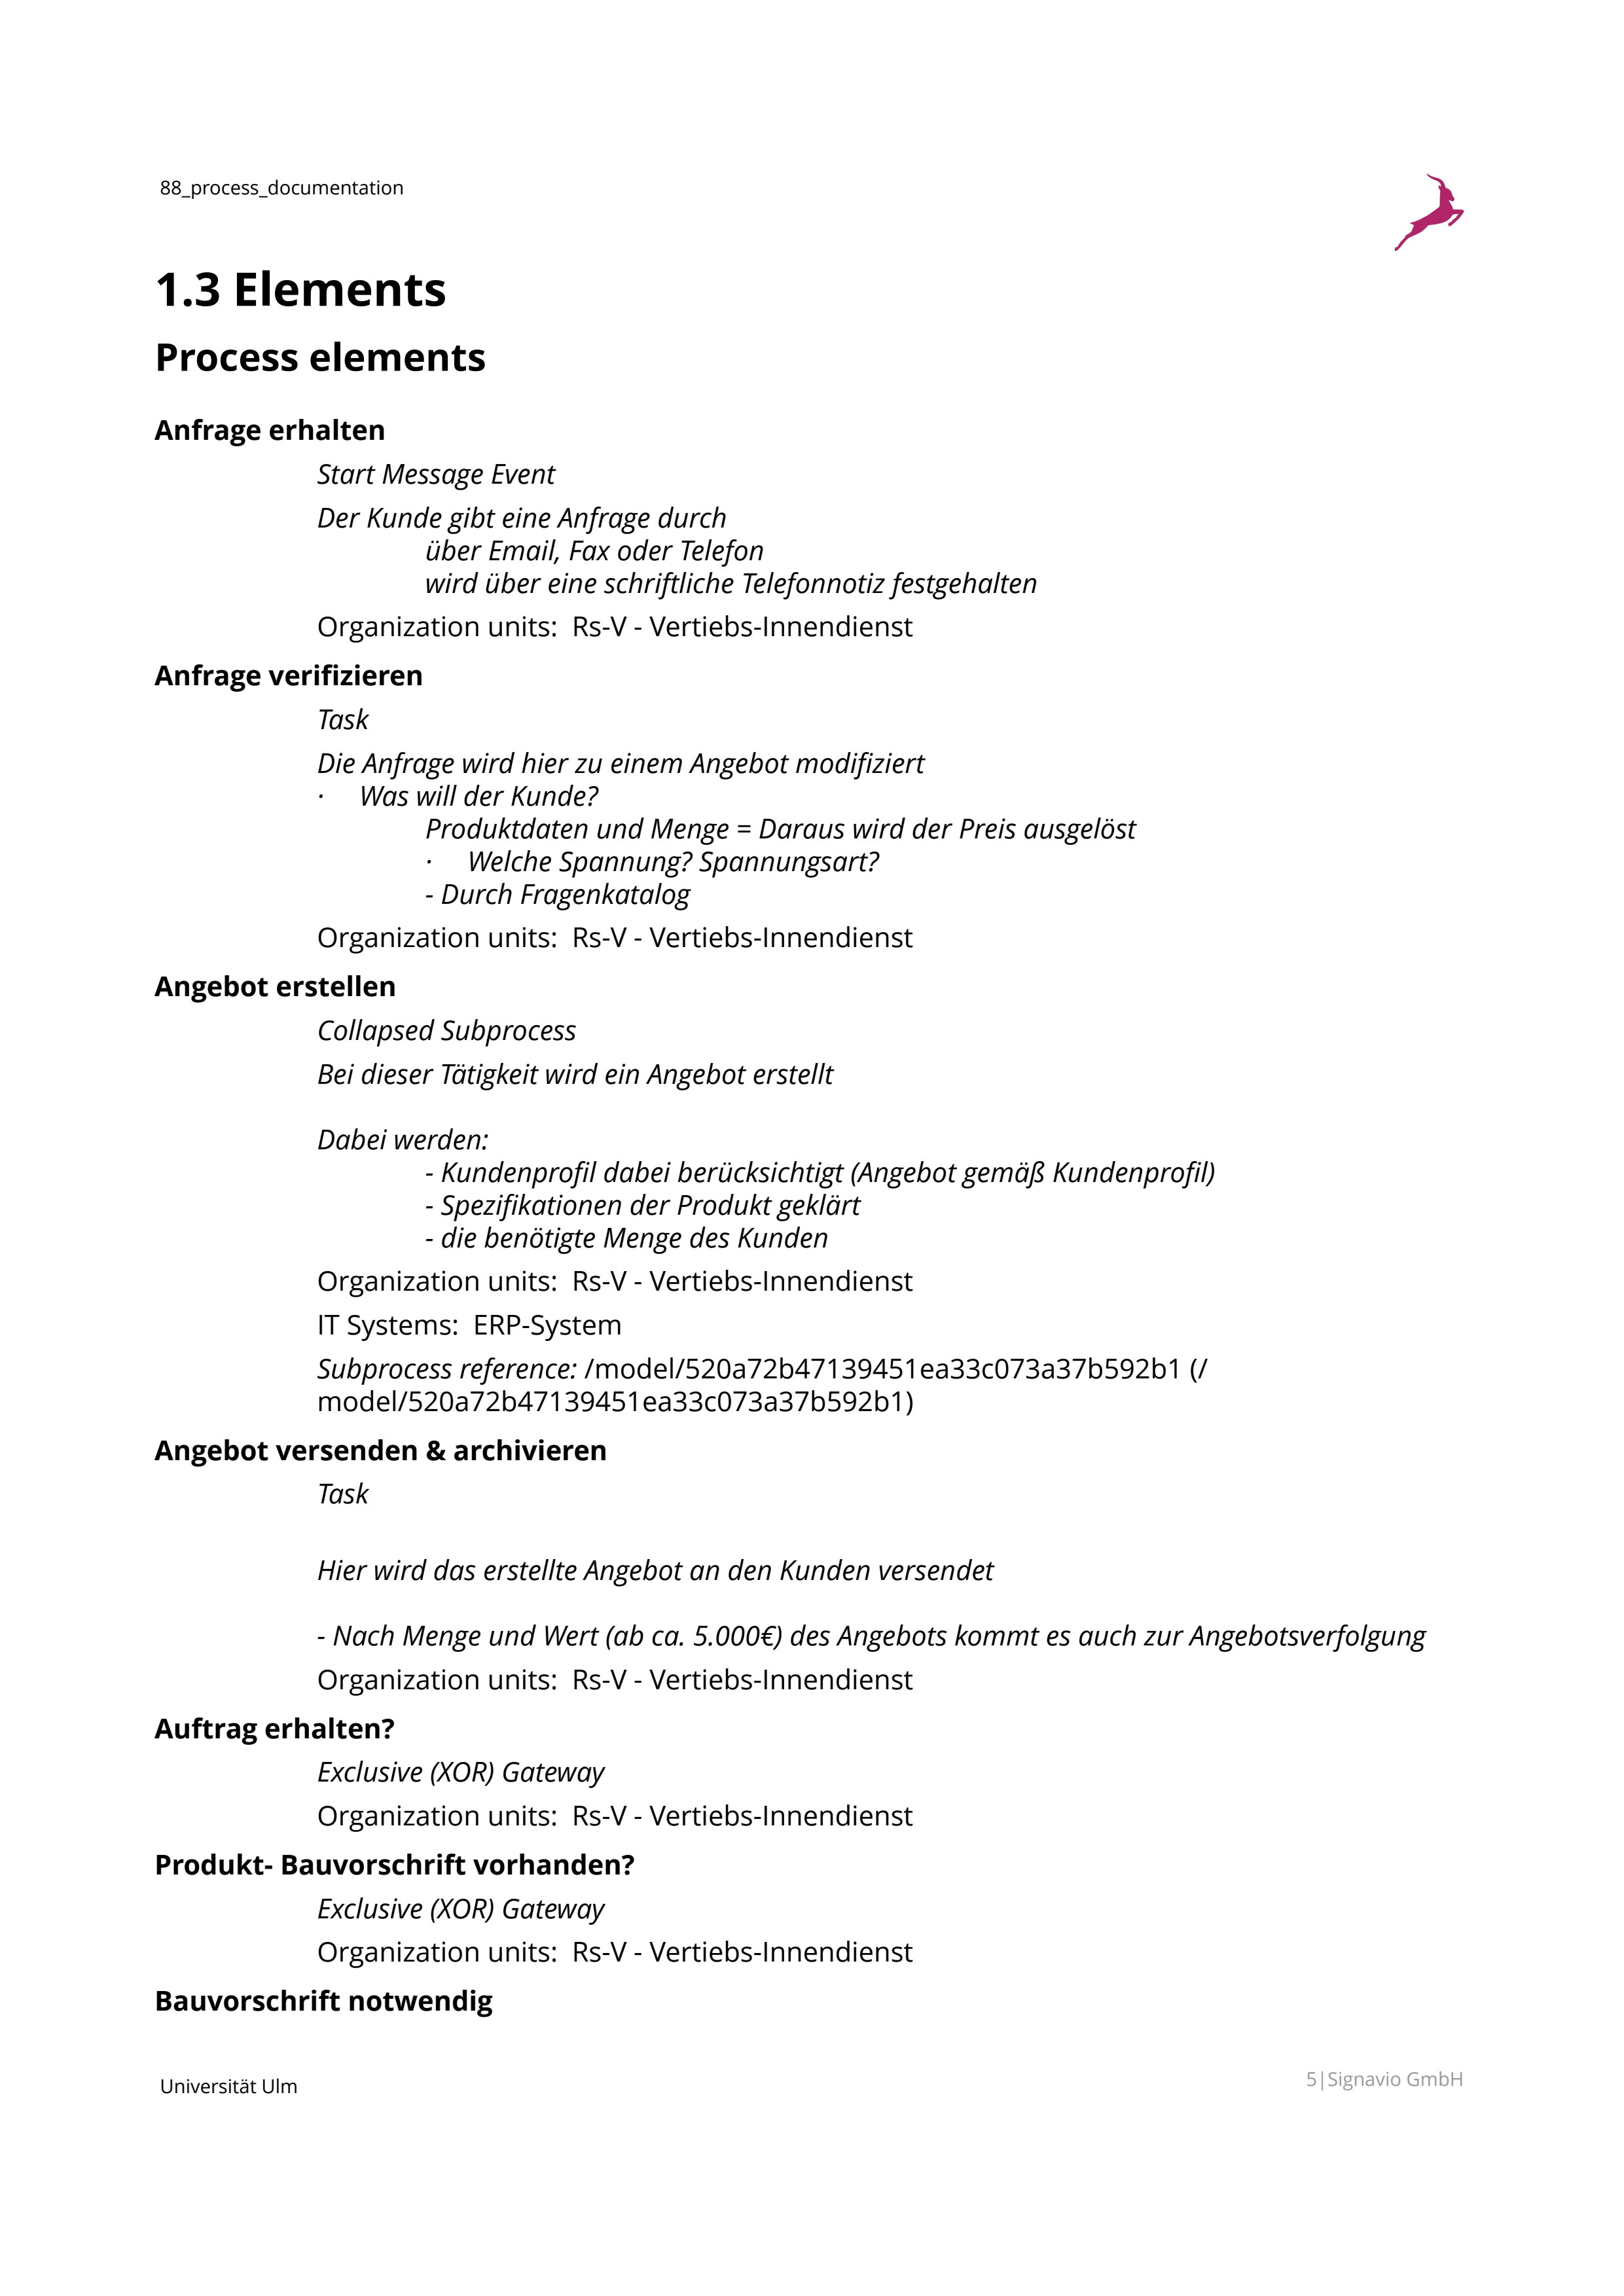 88_process_documentation
1.3 Elements
Process elements
Anfrage erhalten
Start Message Event
Der Kunde gibt eine Anfrage durch
über Email, Fax oder Telefon
wird über eine schriftliche Telefonnotiz festgehalten
Organization units:  Rs-V - Vertiebs-Innendienst
Anfrage verifizieren
Task
Die Anfrage wird hier zu einem Angebot modifiziert
· Was will der Kunde?
Produktdaten und Menge = Daraus wird der Preis ausgelöst
· Welche Spannung? Spannungsart?
- Durch Fragenkatalog
Organization units:  Rs-V - Vertiebs-Innendienst
Angebot erstellen
Collapsed Subprocess
Bei dieser Tätigkeit wird ein Angebot erstellt
Dabei werden:
- Kundenprofil dabei berücksichtigt (Angebot gemäß Kundenprofil)
- Spezifikationen der Produkt geklärt
- die benötigte Menge des Kunden
Organization units:  Rs-V - Vertiebs-Innendienst
IT Systems:  ERP-System
Subprocess reference: /model/520a72b47139451ea33c073a37b592b1 (/
model/520a72b47139451ea33c073a37b592b1)
Angebot versenden & archivieren
Task
Hier wird das erstellte Angebot an den Kunden versendet
- Nach Menge und Wert (ab ca. 5.000€) des Angebots kommt es auch zur Angebotsverfolgung
Organization units:  Rs-V - Vertiebs-Innendienst
Auftrag erhalten?
Exclusive (XOR) Gateway
Organization units:  Rs-V - Vertiebs-Innendienst
Produkt- Bauvorschrift vorhanden?
Exclusive (XOR) Gateway
Organization units:  Rs-V - Vertiebs-Innendienst
Bauvorschrift notwendig
Universität Ulm
5|Signavio GmbH